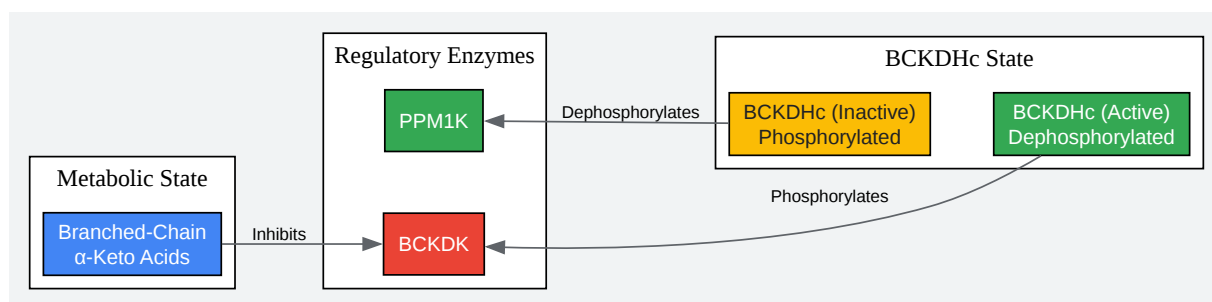 Regulatory Enzymes
PPM1K
BCKDK
Dephosphorylates
BCKDHc State
BCKDHc (Inactive)
Phosphorylated
BCKDHc (Active)
Dephosphorylated
Phosphorylates
Metabolic State
Branched-Chain
α-Keto Acids
Inhibits